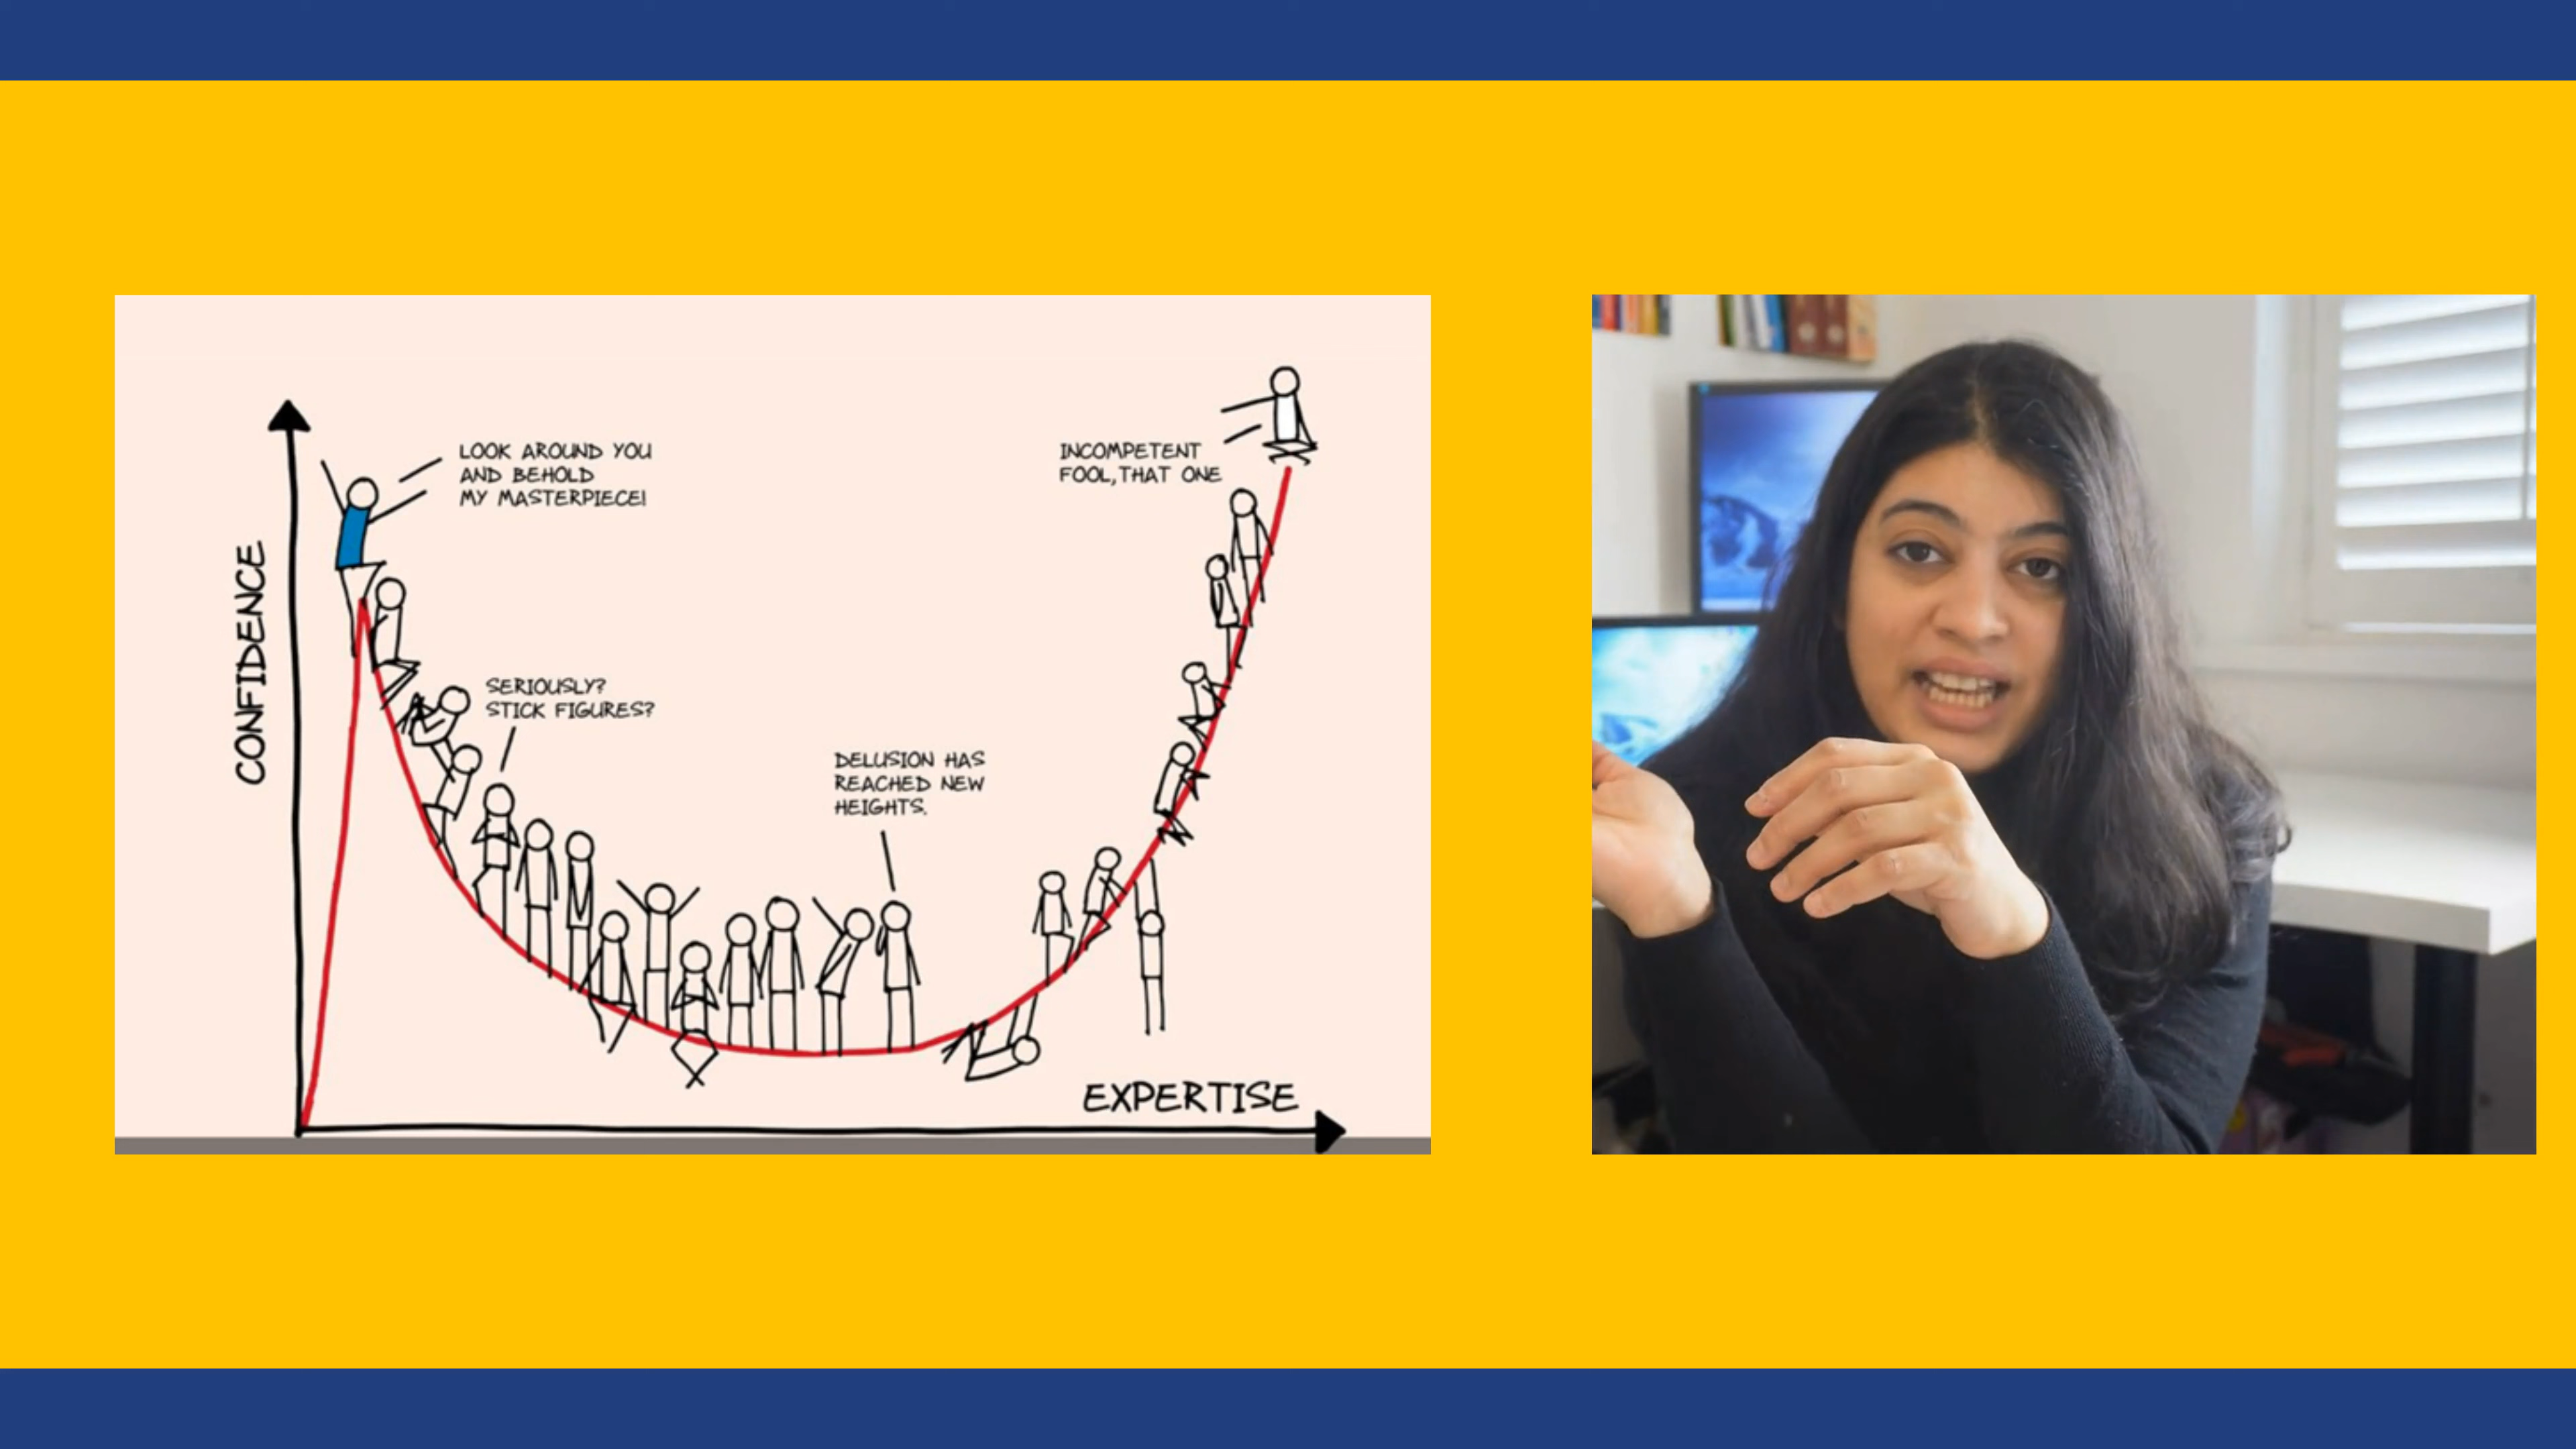 LOOK AROUND YOU
AND BEHOLD
MY MASTERPIECE!
INCOMPETENT
FOOL, THAT ONE
CONFIDENCE
SERIOUSLY?
STICK FIGURES?
DELUSION HAS
REACHED NEW
HEIGHTS.
EXPERTISE